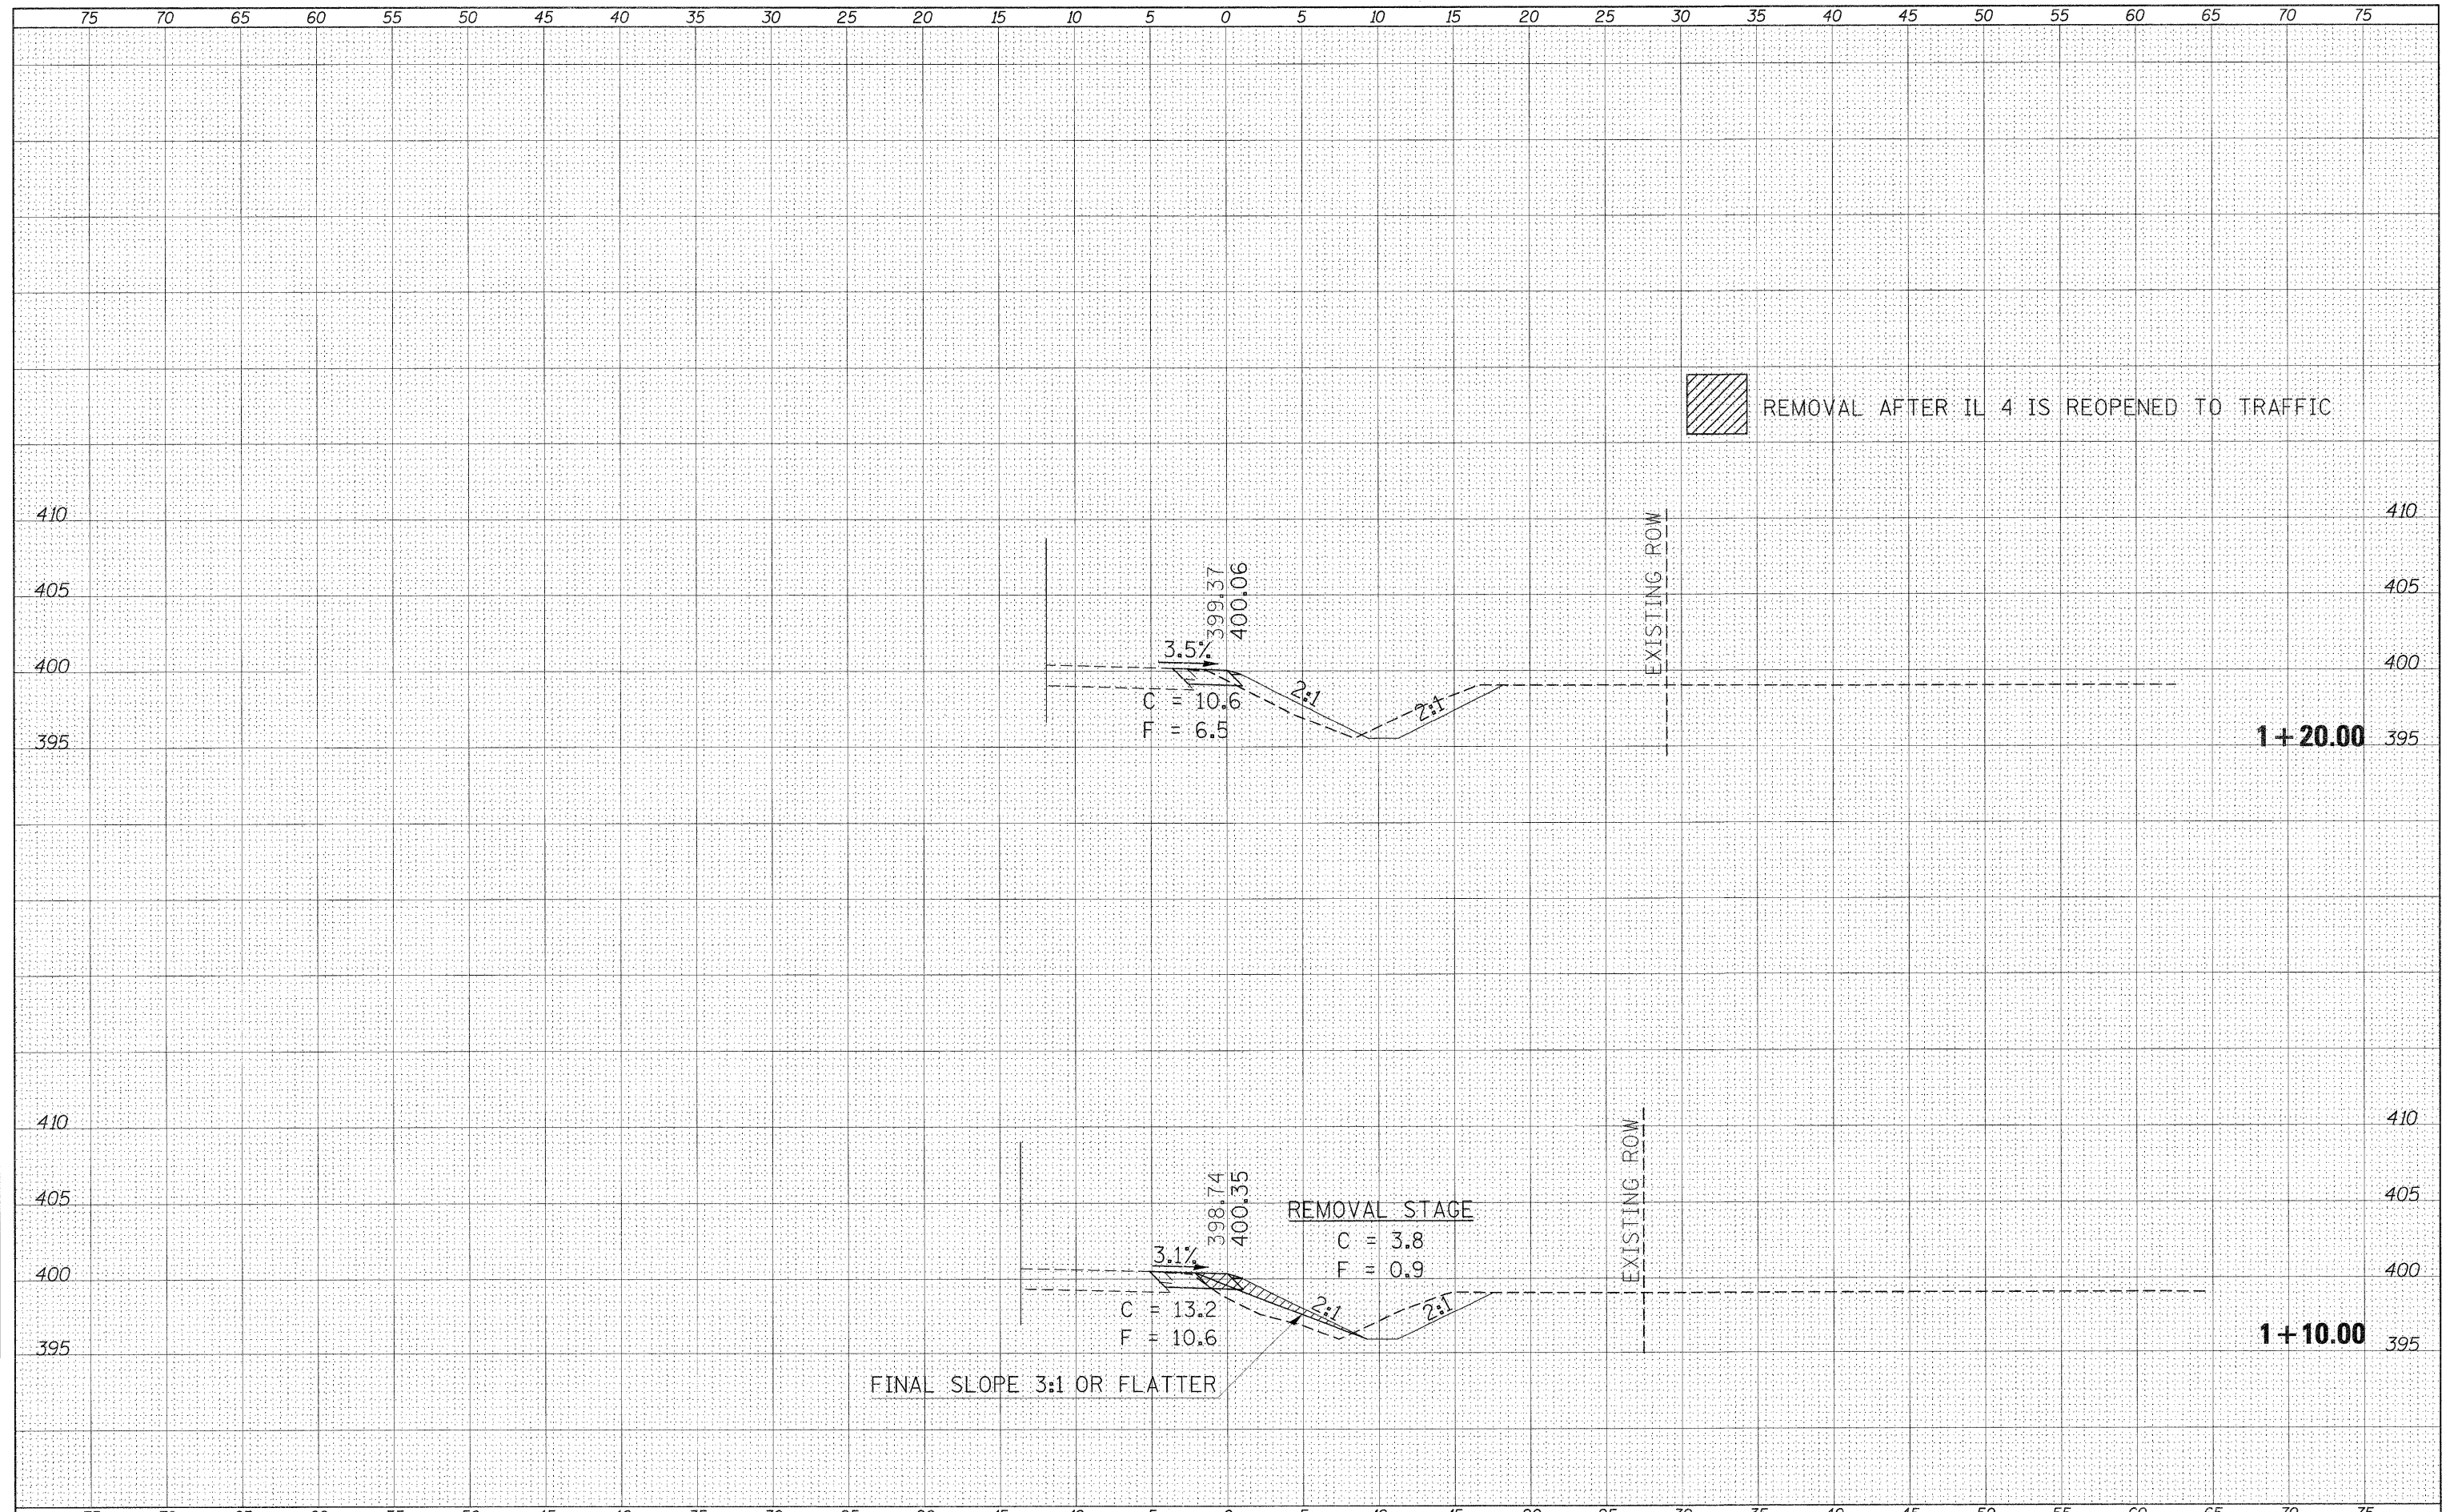 75 70 65 60 55 50 45 40 35 30 25 20 15 10 5 0 5 10 15 20 25 30 35 40 45 50 55 60 65 70 75
REMOVAL AFTER IL 4 IS REOPENED TO TRAFFIC
410 410
EXISTING ROW
405 405
399.37
400.06
3.5%
400 400
2:1 2:1
C = 10.6
F = 6.5
395 1+20.00 395
410 410
EXISTING ROW
405 405
398.74
400.35
REMOVAL STAGE
C = 3.8
F = 0.9
3.1%
400 400
2:1 2:1
C = 13.2
F = 10.6
395 1+10.00 395
FINAL SLOPE 3:1 OR FLATTER